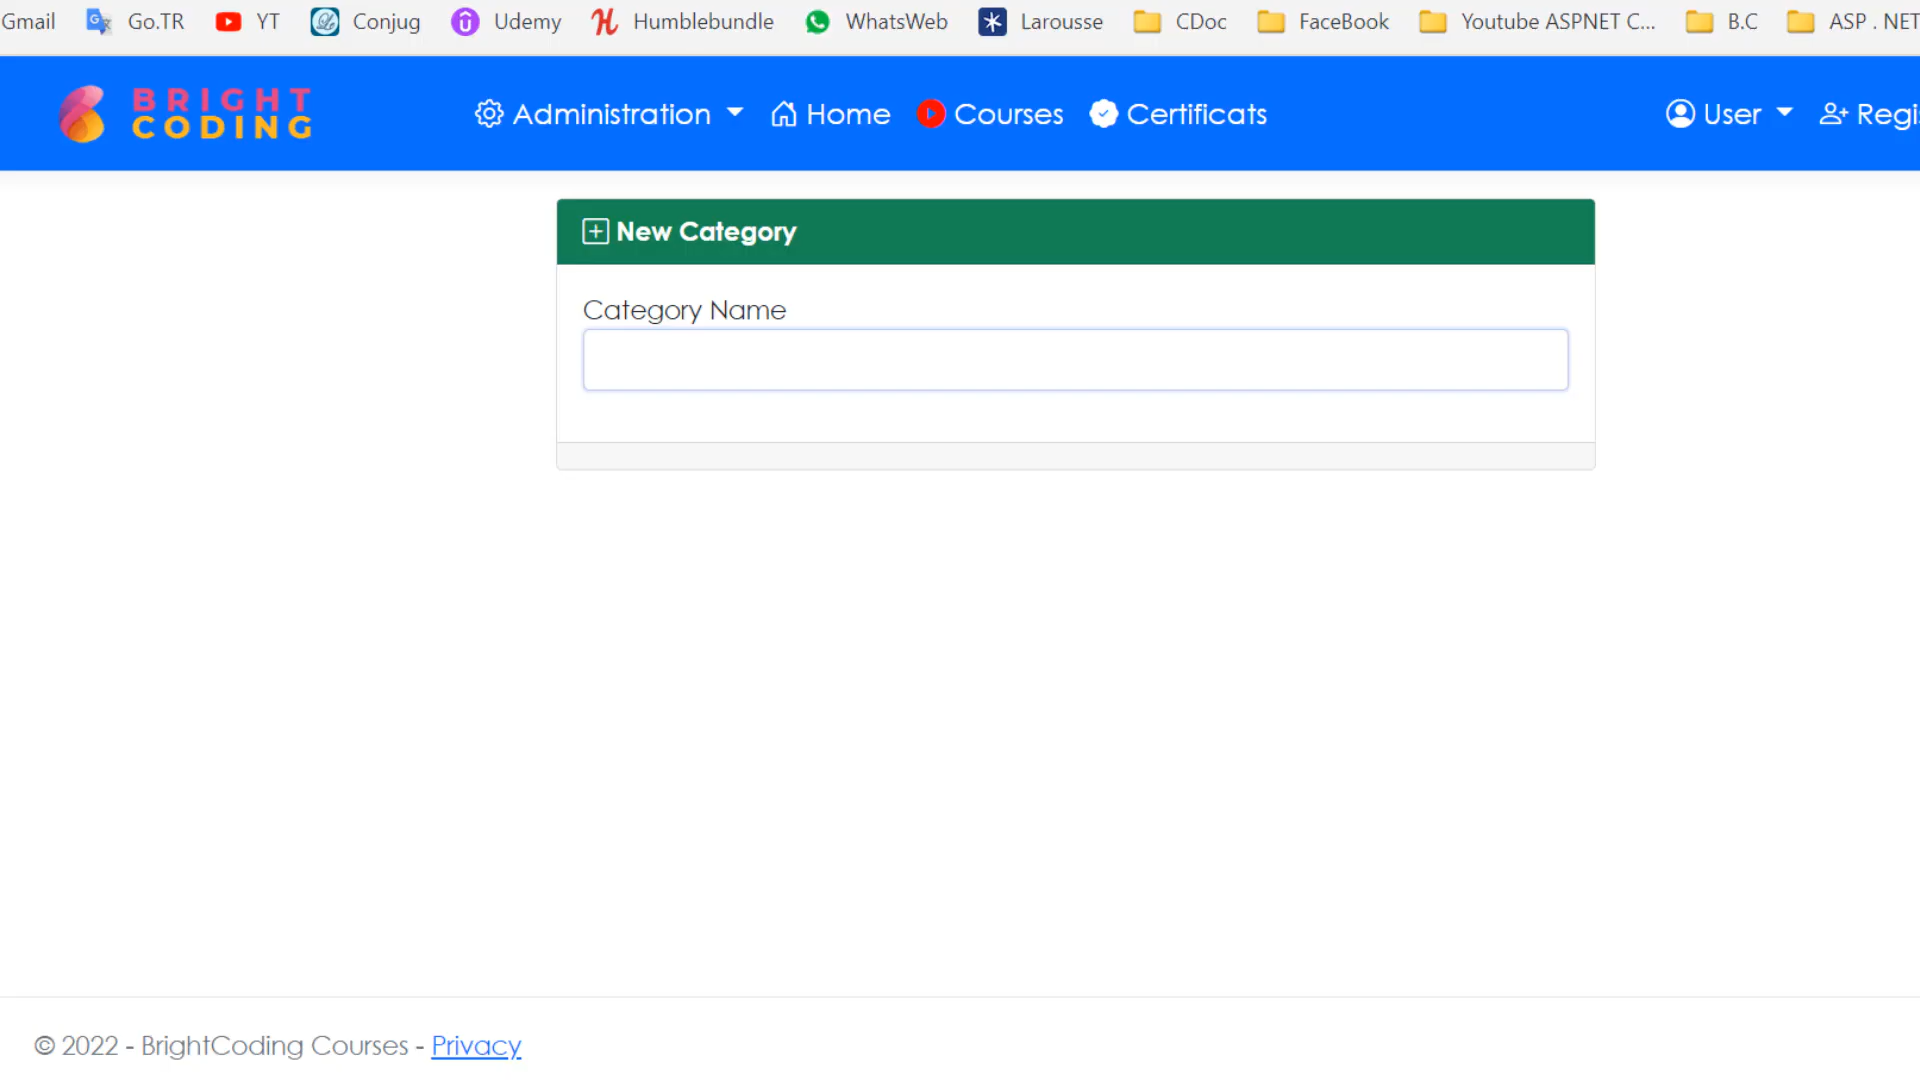 Gmail Go.TR YT Conjug Udemy Humblebundle WhatsWeb Larousse CDoc FaceBook Youtube ASPNET C... B.C ASP . NET
BRIGHT
CODING
Administration Home Courses Certificats User Regis
New Category
Category Name
© 2022 - BrightCoding Courses - Privacy